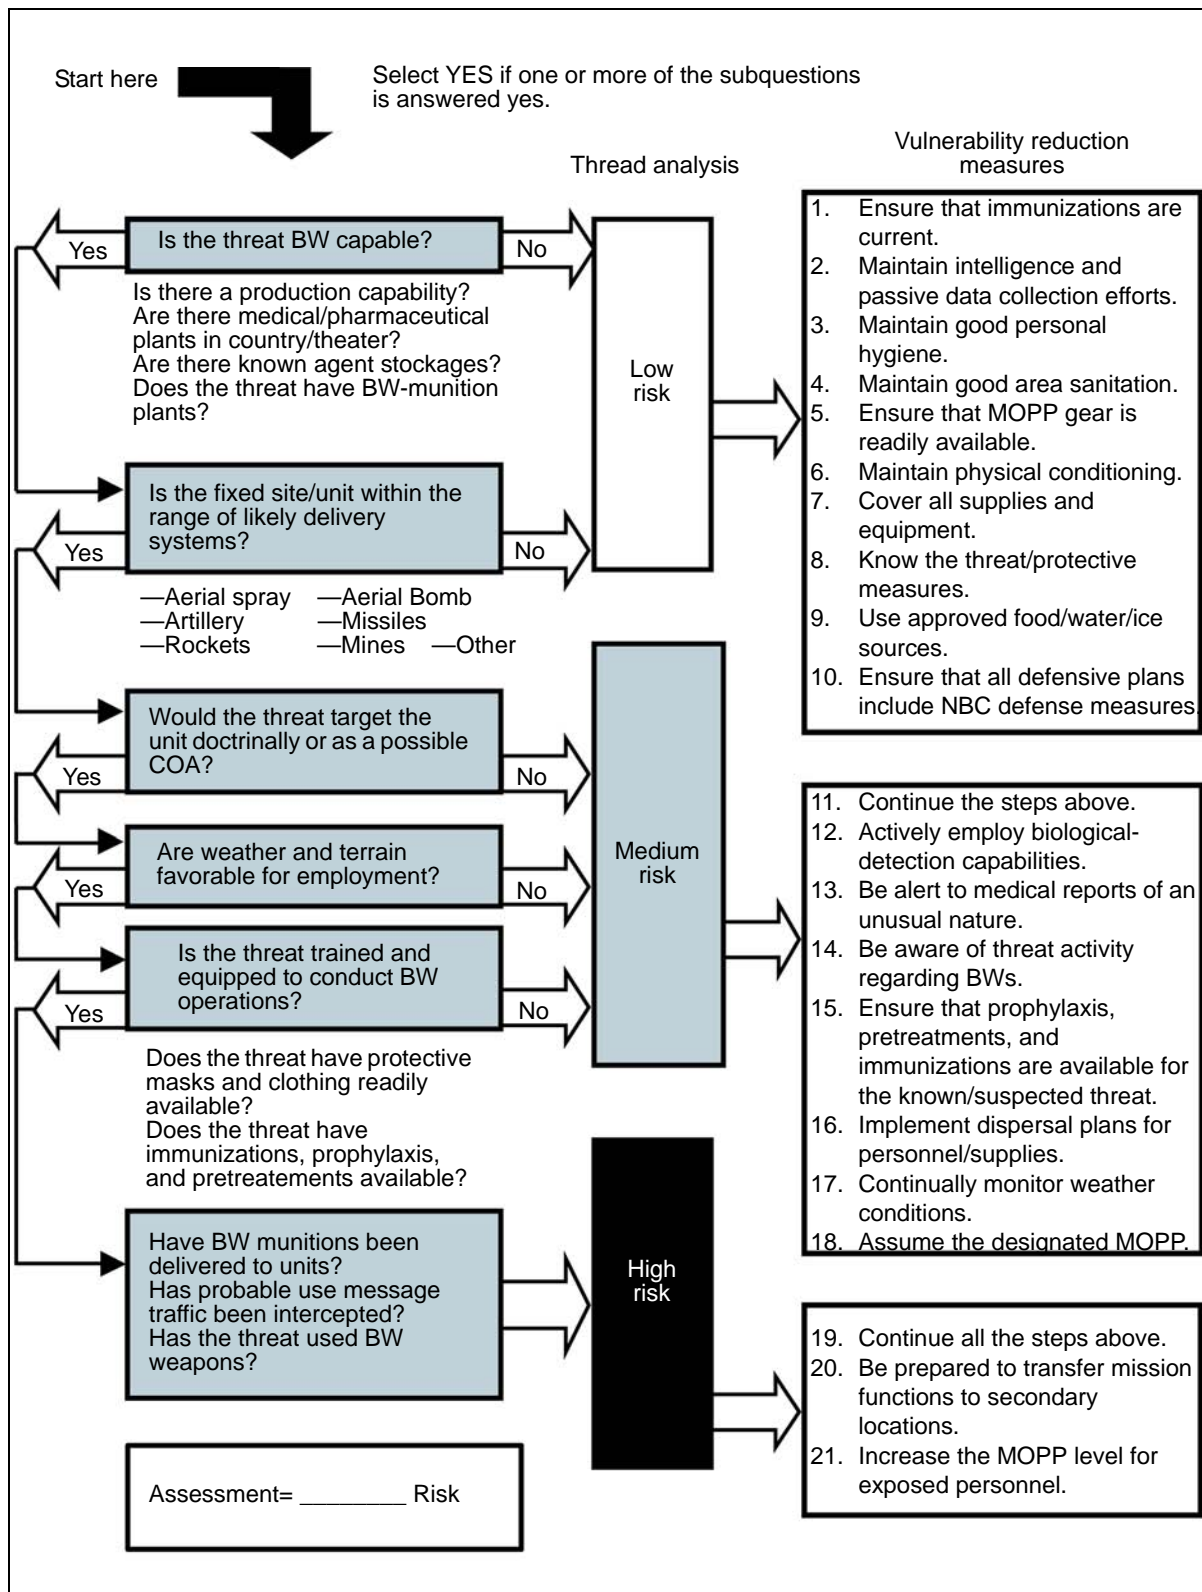 Start here
Select YES if one or more of the subquestions
is answered yes.
Thread analysis
Vulnerability reduction
measures
Is the threat BW capable?
Yes
No
Is there a production capability?
Are there medical/pharmaceutical
plants in country/theater?
Are there known agent stockages?
Does the threat have BW-munition
plants?
Low
risk
Is the fixed site/unit within the
range of likely delivery
systems?
Yes
No
—Aerial spray —Aerial Bomb
—Artillery —Missiles
—Rockets —Mines —Other
1. Ensure that immunizations are
current.
2. Maintain intelligence and
passive data collection efforts.
3. Maintain good personal
hygiene.
4. Maintain good area sanitation.
5. Ensure that MOPP gear is
readily available.
6. Maintain physical conditioning.
7. Cover all supplies and
equipment.
8. Know the threat/protective
measures.
9. Use approved food/water/ice
sources.
10. Ensure that all defensive plans
include NBC defense measures.
Would the threat target the
unit doctrinally or as a possible
COA?
Yes
No
Are weather and terrain
favorable for employment?
Yes
No
Medium
risk
Is the threat trained and
equipped to conduct BW
operations?
Yes
No
Does the threat have protective
masks and clothing readily
available?
Does the threat have
immunizations, prophylaxis,
and pretreatements available?
11. Continue the steps above.
12. Actively employ biological-
detection capabilities.
13. Be alert to medical reports of an
unusual nature.
14. Be aware of threat activity
regarding BWs.
15. Ensure that prophylaxis,
pretreatments, and
immunizations are available for
the known/suspected threat.
16. Implement dispersal plans for
personnel/supplies.
17. Continually monitor weather
conditions.
18. Assume the designated MOPP.
Have BW munitions been
delivered to units?
Has probable use message
traffic been intercepted?
Has the threat used BW
weapons?
High
risk
19. Continue all the steps above.
20. Be prepared to transfer mission
functions to secondary
locations.
21. Increase the MOPP level for
exposed personnel.
Assessment= ________ Risk